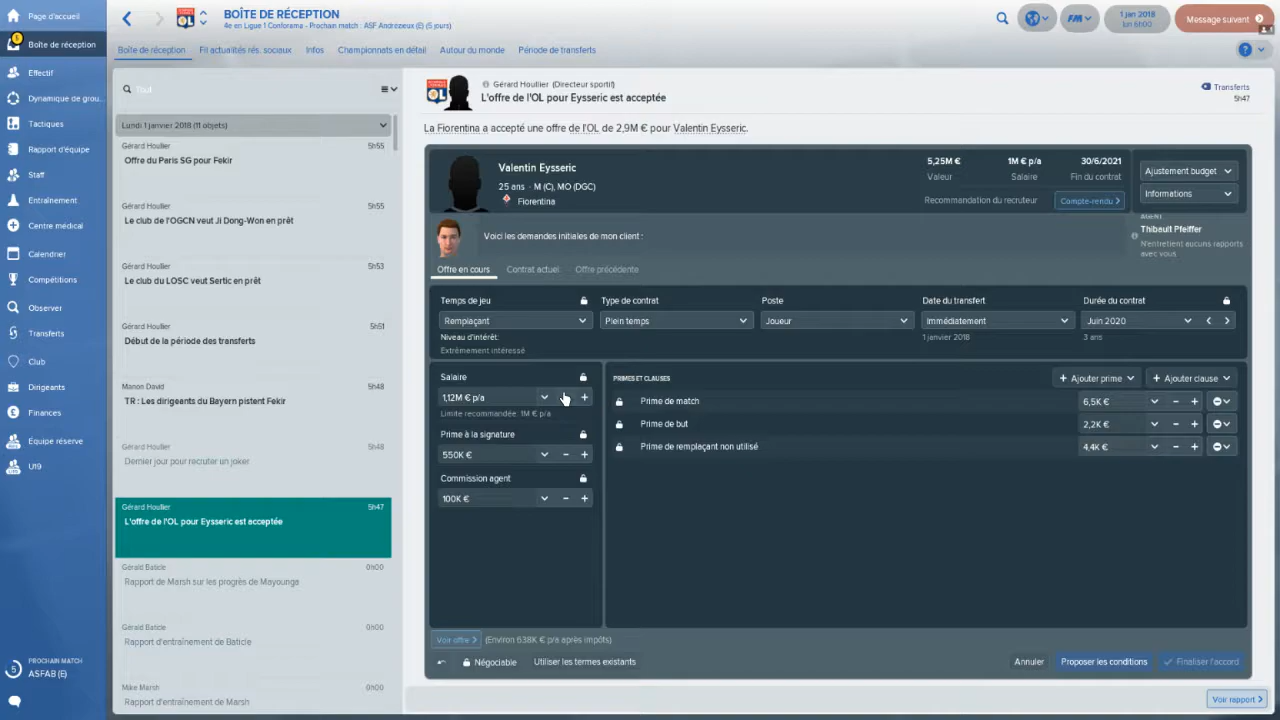 Page d'accueil
Boîte de réception
Effectif
Dynamique de grou...
Tactiques
Rapport d'équipe
Staff
Entraînement
Centre médical
Calendrier
Compétitions
Observer
Transferts
Club
Dirigeants
Finances
Équipe réserve
U19
5
PROCHAIN MATCH
ASFAB (E)
BOÎTE DE RÉCEPTION
4e en Ligue 1 Conforama - Prochain match : ASF Andrézieux (E) (5 jours)
FM
1 jan 2018
lun 6h00
Message suivant
Boîte de réception
Fil actualités rés. sociaux
Infos
Championnats en détail
Autour du monde
Période de transferts
?
Tout
Lundi 1 janvier 2018 (11 objets)
Gérard Houllier 5h55
Offre du Paris SG pour Fekir
Gérard Houllier 5h55
Le club de l'OGCN veut Ji Dong-Won en prêt
Gérard Houllier 5h53
Le club du LOSC veut Sertic en prêt
Gérard Houllier 5h51
Début de la période des transferts
Manon David 5h48
TR : Les dirigeants du Bayern pistent Fekir
Gérard Houllier 5h48
Dernier jour pour recruter un joker
Gérard Houllier 5h47
L'offre de l'OL pour Eysseric est acceptée
Gérald Baticle 0h00
Rapport de Marsh sur les progrès de Mayounga
Gérald Baticle 0h00
Rapport d'entraînement de Baticle
Mike Marsh 0h00
Rapport d'entraînement de Marsh
OL
Gérard Houllier (Directeur sportif)
L'offre de l'OL pour Eysseric est acceptée
Transferts
5h47
La Fiorentina a accepté une offre de l'OL de 2,9M € pour Valentin Eysseric.
Valentin Eysseric
25 ans - M (C), MO (DGC)
Fiorentina
5,25M € 1M € p/a 30/6/2021
Valeur Salaire Fin du contrat
Recommandation du recruteur Compte-rendu
Ajustement budget
Informations
Voici les demandes initiales de mon client :
AGENT
Thibault Pfeiffer
N'entretient aucuns rapports
avec vous
Offre en cours Contrat actuel Offre précédente
Temps de jeu Type de contrat Poste Date du transfert Durée du contrat
Remplaçant Plein temps Joueur Immédiatement Juin 2020
Niveau d'intérêt: 1 janvier 2018 3 ans
Extrêmement intéressé
Salaire
1,12M € p/a
Limite recommandée: 1M € p/a
Prime à la signature
550K €
Commission agent
100K €
PRIMES ET CLAUSES + Ajouter prime + Ajouter clause
Prime de match 6,5K €
Prime de but 2,2K €
Prime de remplaçant non utilisé 4,4K €
Voir offre > (Environ 638K € p/a après impôts)
Négociable Utiliser les termes existants Annuler Proposer les conditions Finaliser l'accord
Voir rapport >